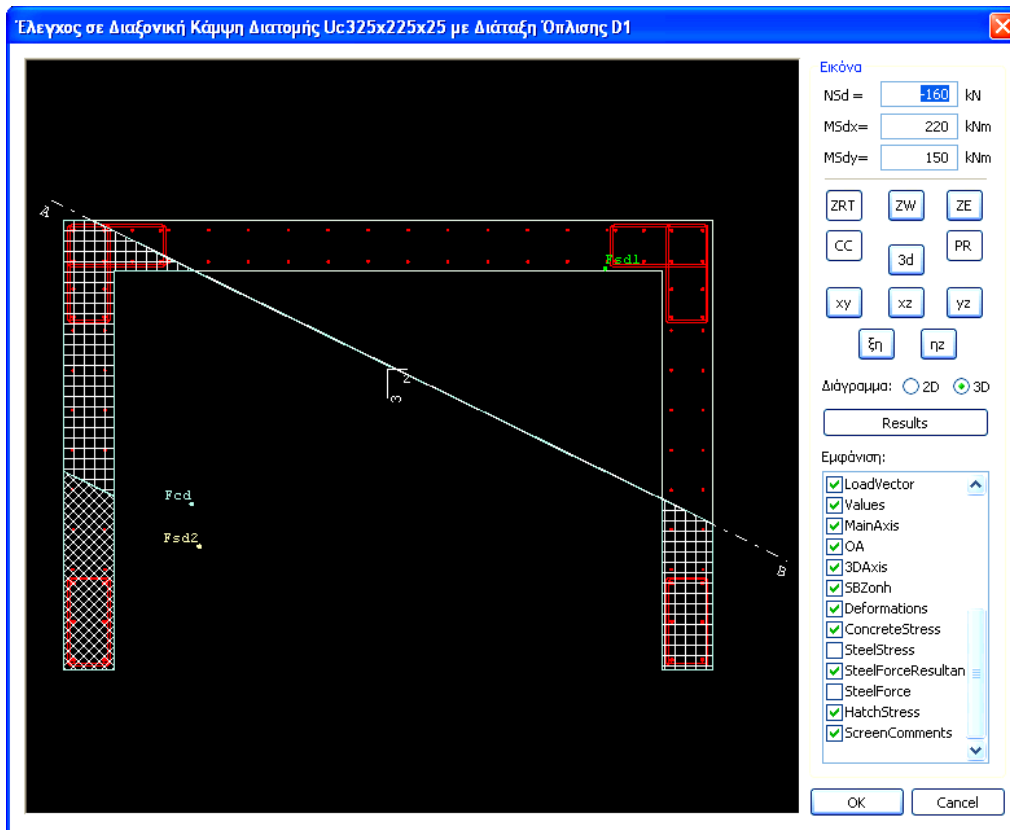 Έλεγχος σε Διαξονική Κάμψη Διατομής Uc325x225x25 με Διάταξη Όπλισης D1
Εικόνα
NSd = -160 kN
MSdx= 220 kNm
MSdy= 150 kNm
ZRT ZW ZE
CC 3d PR
xy xz yz
ξη ηz
Διάγραμμα: 2D 3D
Results
Εμφάνιση:
LoadVector
Values
MainAxis
OA
3DAxis
SBZonh
Deformations
ConcreteStress
SteelStress
SteelForceResultan
SteelForce
HatchStress
ScreenComments
OK Cancel
A
Fsd1
2
3
Fcd
Fsd2
B